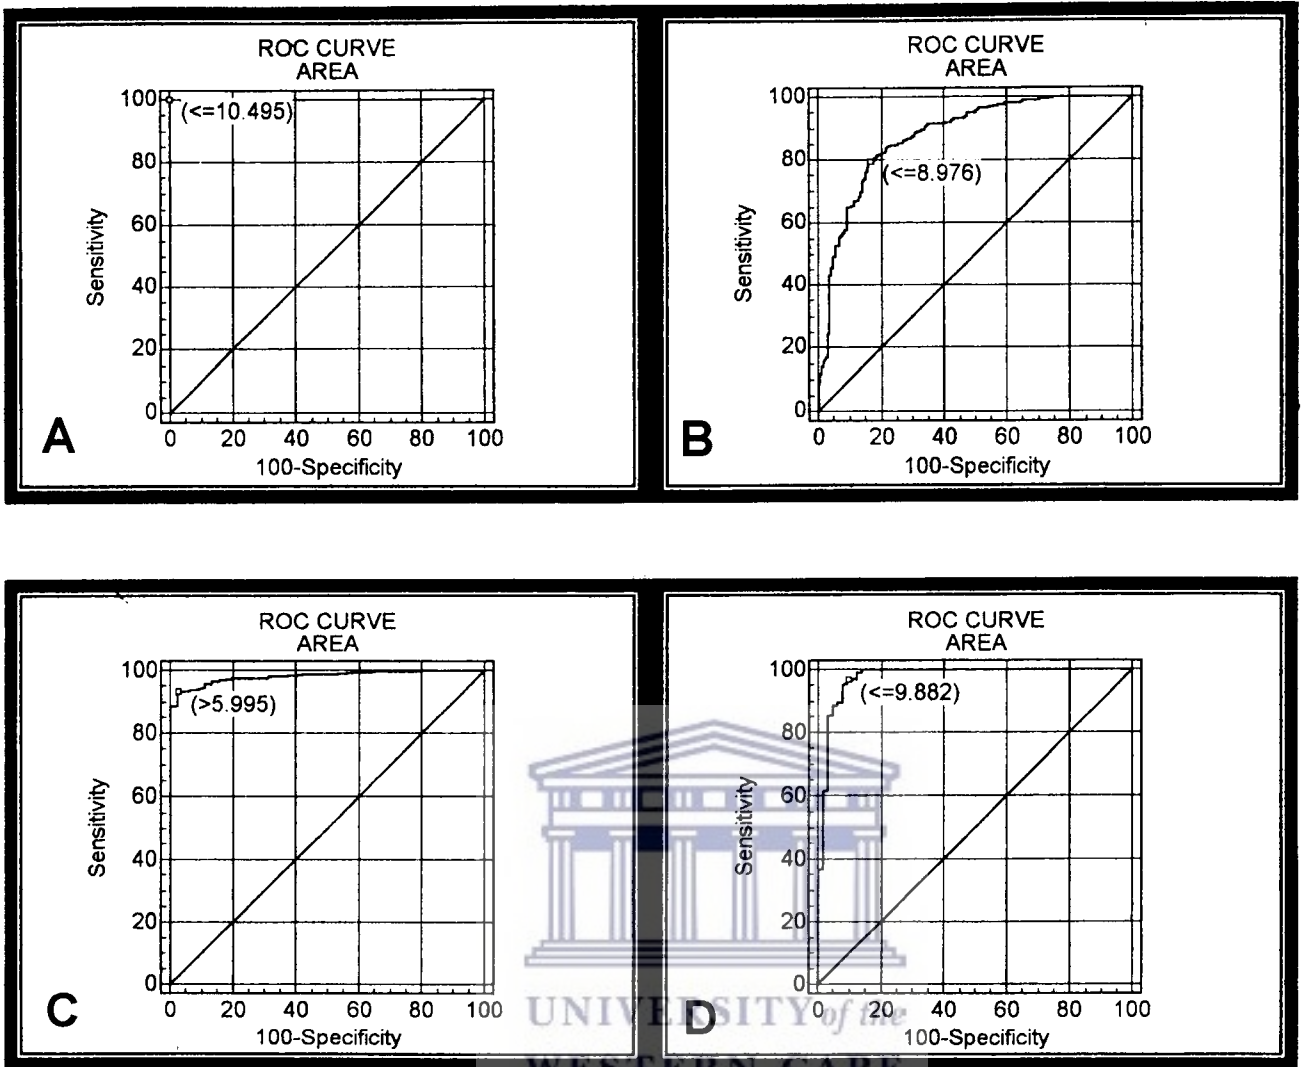 ROC CURVE
AREA
100
80
60
40
20
0
(<=10.495)
Sensitivity
0 20 40 60 80 100
100-Specificity
A
ROC CURVE
AREA
100
80
60
40
20
0
(<=8.976)
Sensitivity
0 20 40 60 80 100
100-Specificity
B
ROC CURVE
AREA
100
80
60
40
20
0
(>5.995)
Sensitivity
0 20 40 60 80 100
100-Specificity
C
ROC CURVE
AREA
100
80
60
40
20
0
(<=9.882)
Sensitivity
0 20 40 60 80 100
100-Specificity
D
UNIVERSITY of the
WESTERN CAPE